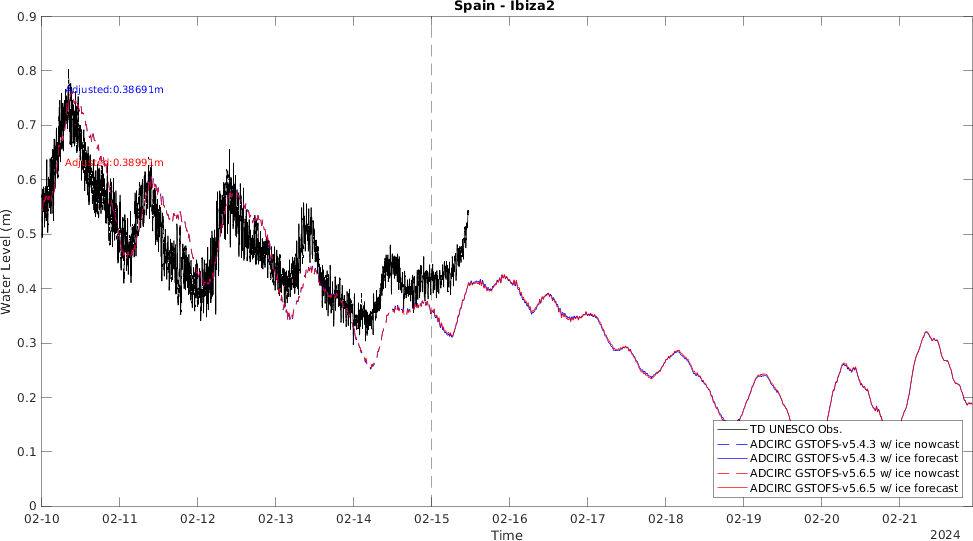 Spain - Ibiza2
0.9
0.8
0.7
0.6
0.5
0.4
0.3
0.2
0.1
0
Water Level (m)
Adjusted:0.38691m
Adjusted:0.38991m
TD UNESCO Obs.
ADCIRC GSTOFS-v5.4.3 w/ ice nowcast
ADCIRC GSTOFS-v5.4.3 w/ ice forecast
ADCIRC GSTOFS-v5.6.5 w/ ice nowcast
ADCIRC GSTOFS-v5.6.5 w/ ice forecast
02-10 02-11 02-12 02-13 02-14 02-15 02-16 02-17 02-18 02-19 02-20 02-21
Time
2024